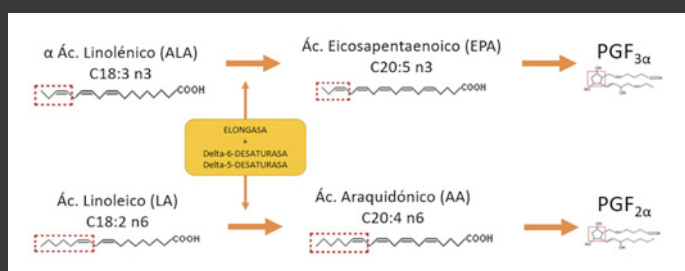 α Ác. Linolénico (ALA)
C18:3 n3
COOH
Ác. Eicosapentaenoico (EPA)
C20:5 n3
COOH
PGF3α
ELONGASA
+
Delta-6-DESATURASA
Delta-5-DESATURASA
Ác. Linoleico (LA)
C18:2 n6
COOH
Ác. Araquidónico (AA)
C20:4 n6
COOH
PGF2α